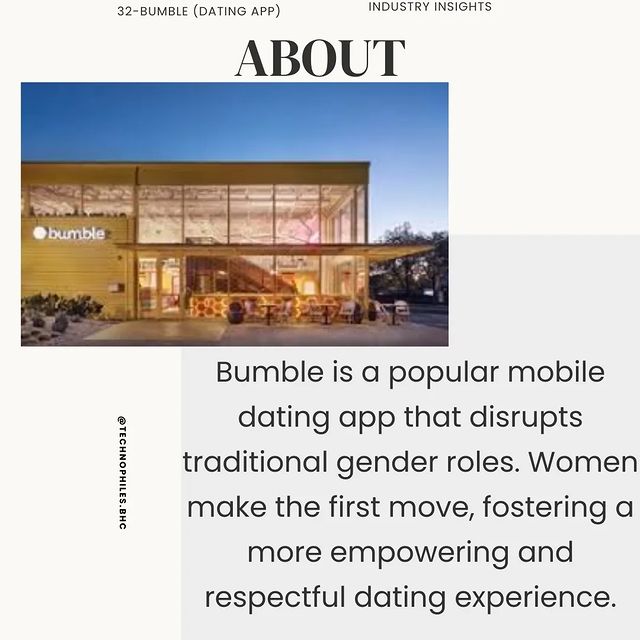 32-BUMBLE (DATING APP)
INDUSTRY INSIGHTS
ABOUT
bumble
Bumble is a popular mobile
dating app that disrupts
traditional gender roles. Women
make the first move, fostering a
more empowering and
respectful dating experience.
@TECHNOPHILES.BHC